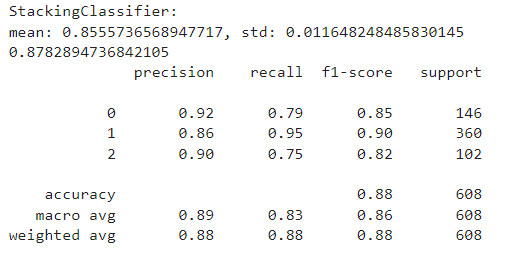 StackingClassifier:
mean: 0.8555736568947717, std: 0.011648248485830145
0.8782894736842105
precision recall f1-score support
0 0.92 0.79 0.85 146
1 0.86 0.95 0.90 360
2 0.90 0.75 0.82 102
accuracy 0.88 608
macro avg 0.89 0.83 0.86 608
weighted avg 0.88 0.88 0.88 608